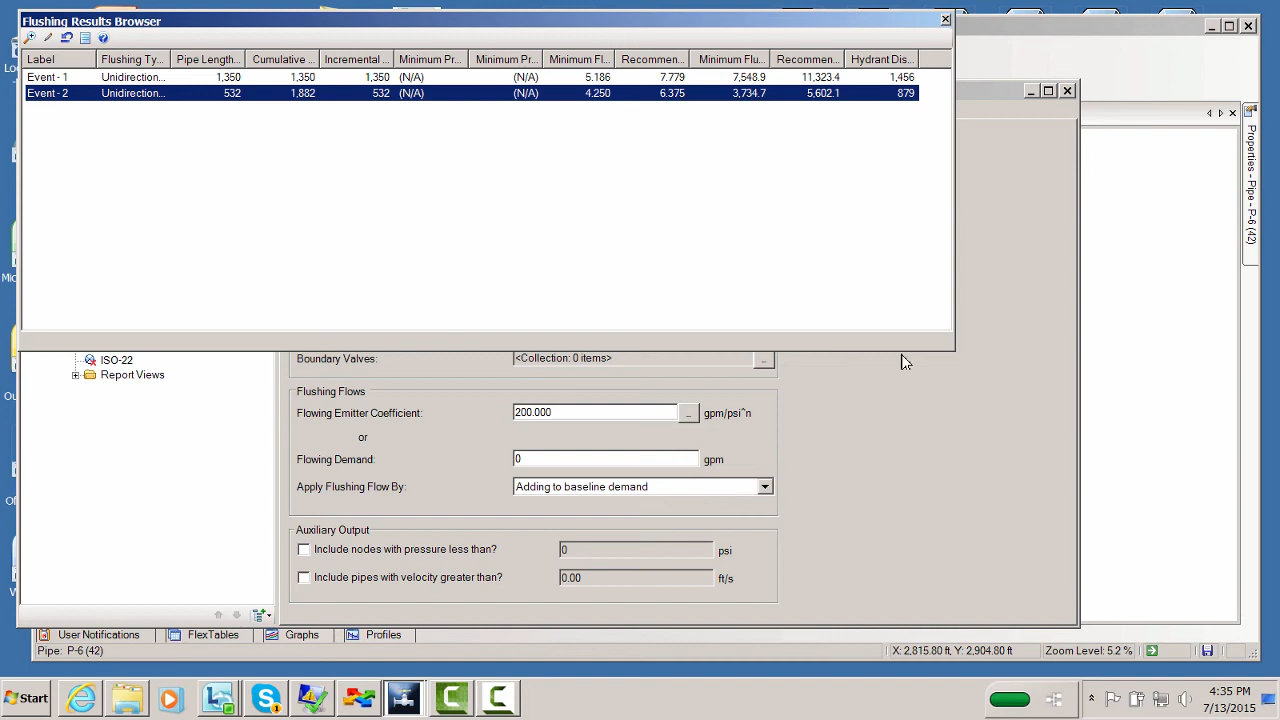 Flushing Results Browser
Label Flushing Ty... Pipe Length... Cumulative ... Incremental ... Minimum Pr... Minimum Pr... Minimum Fl... Recommen... Minimum Flu... Recommen... Hydrant Dis...
Event - 1 Unidirection... 1,350 1,350 1,350 (N/A) (N/A) 5.186 7.779 7,548.9 11,323.4 1,456
Event - 2 Unidirection... 532 1,882 532 (N/A) (N/A) 4.250 6.375 3,734.7 5,602.1 879
Properties - Pipe - P-6 (42)
ISO-22
Report Views
Boundary Valves: <Collection: 0 items> ...
Flushing Flows
Flowing Emitter Coefficient: 200.000 ... gpm/psi^n
or
Flowing Demand: 0 gpm
Apply Flushing Flow By: Adding to baseline demand
Auxiliary Output
Include nodes with pressure less than? 0 psi
Include pipes with velocity greater than? 0.00 ft/s
User Notifications FlexTables Graphs Profiles
Pipe: P-6 (42) X: 2,815.80 ft, Y: 2,904.80 ft Zoom Level: 5.2 %
Start
4:35 PM
7/13/2015